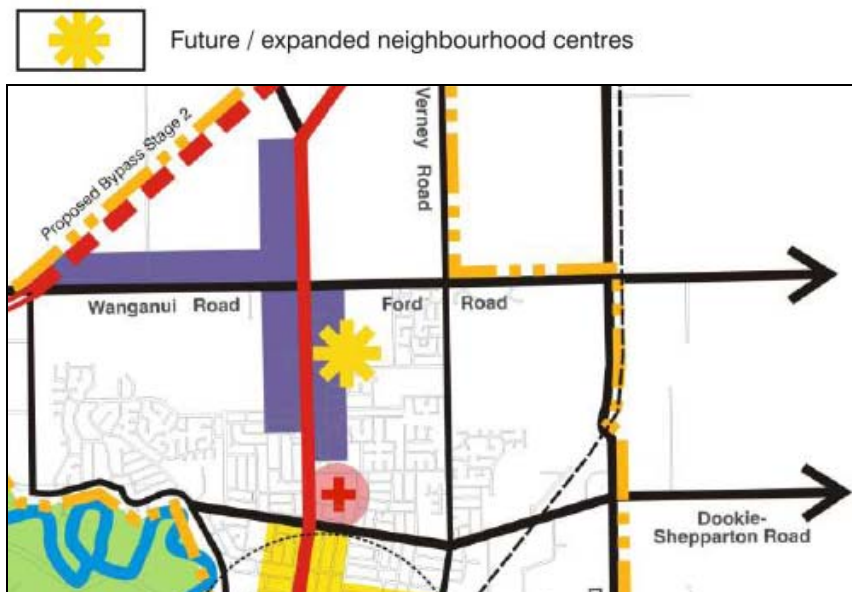 Future / expanded neighbourhood centres
Proposed Bypass Stage 2
Verney Road
Wanganui Road
Ford Road
Dookie-
Shepparton Road